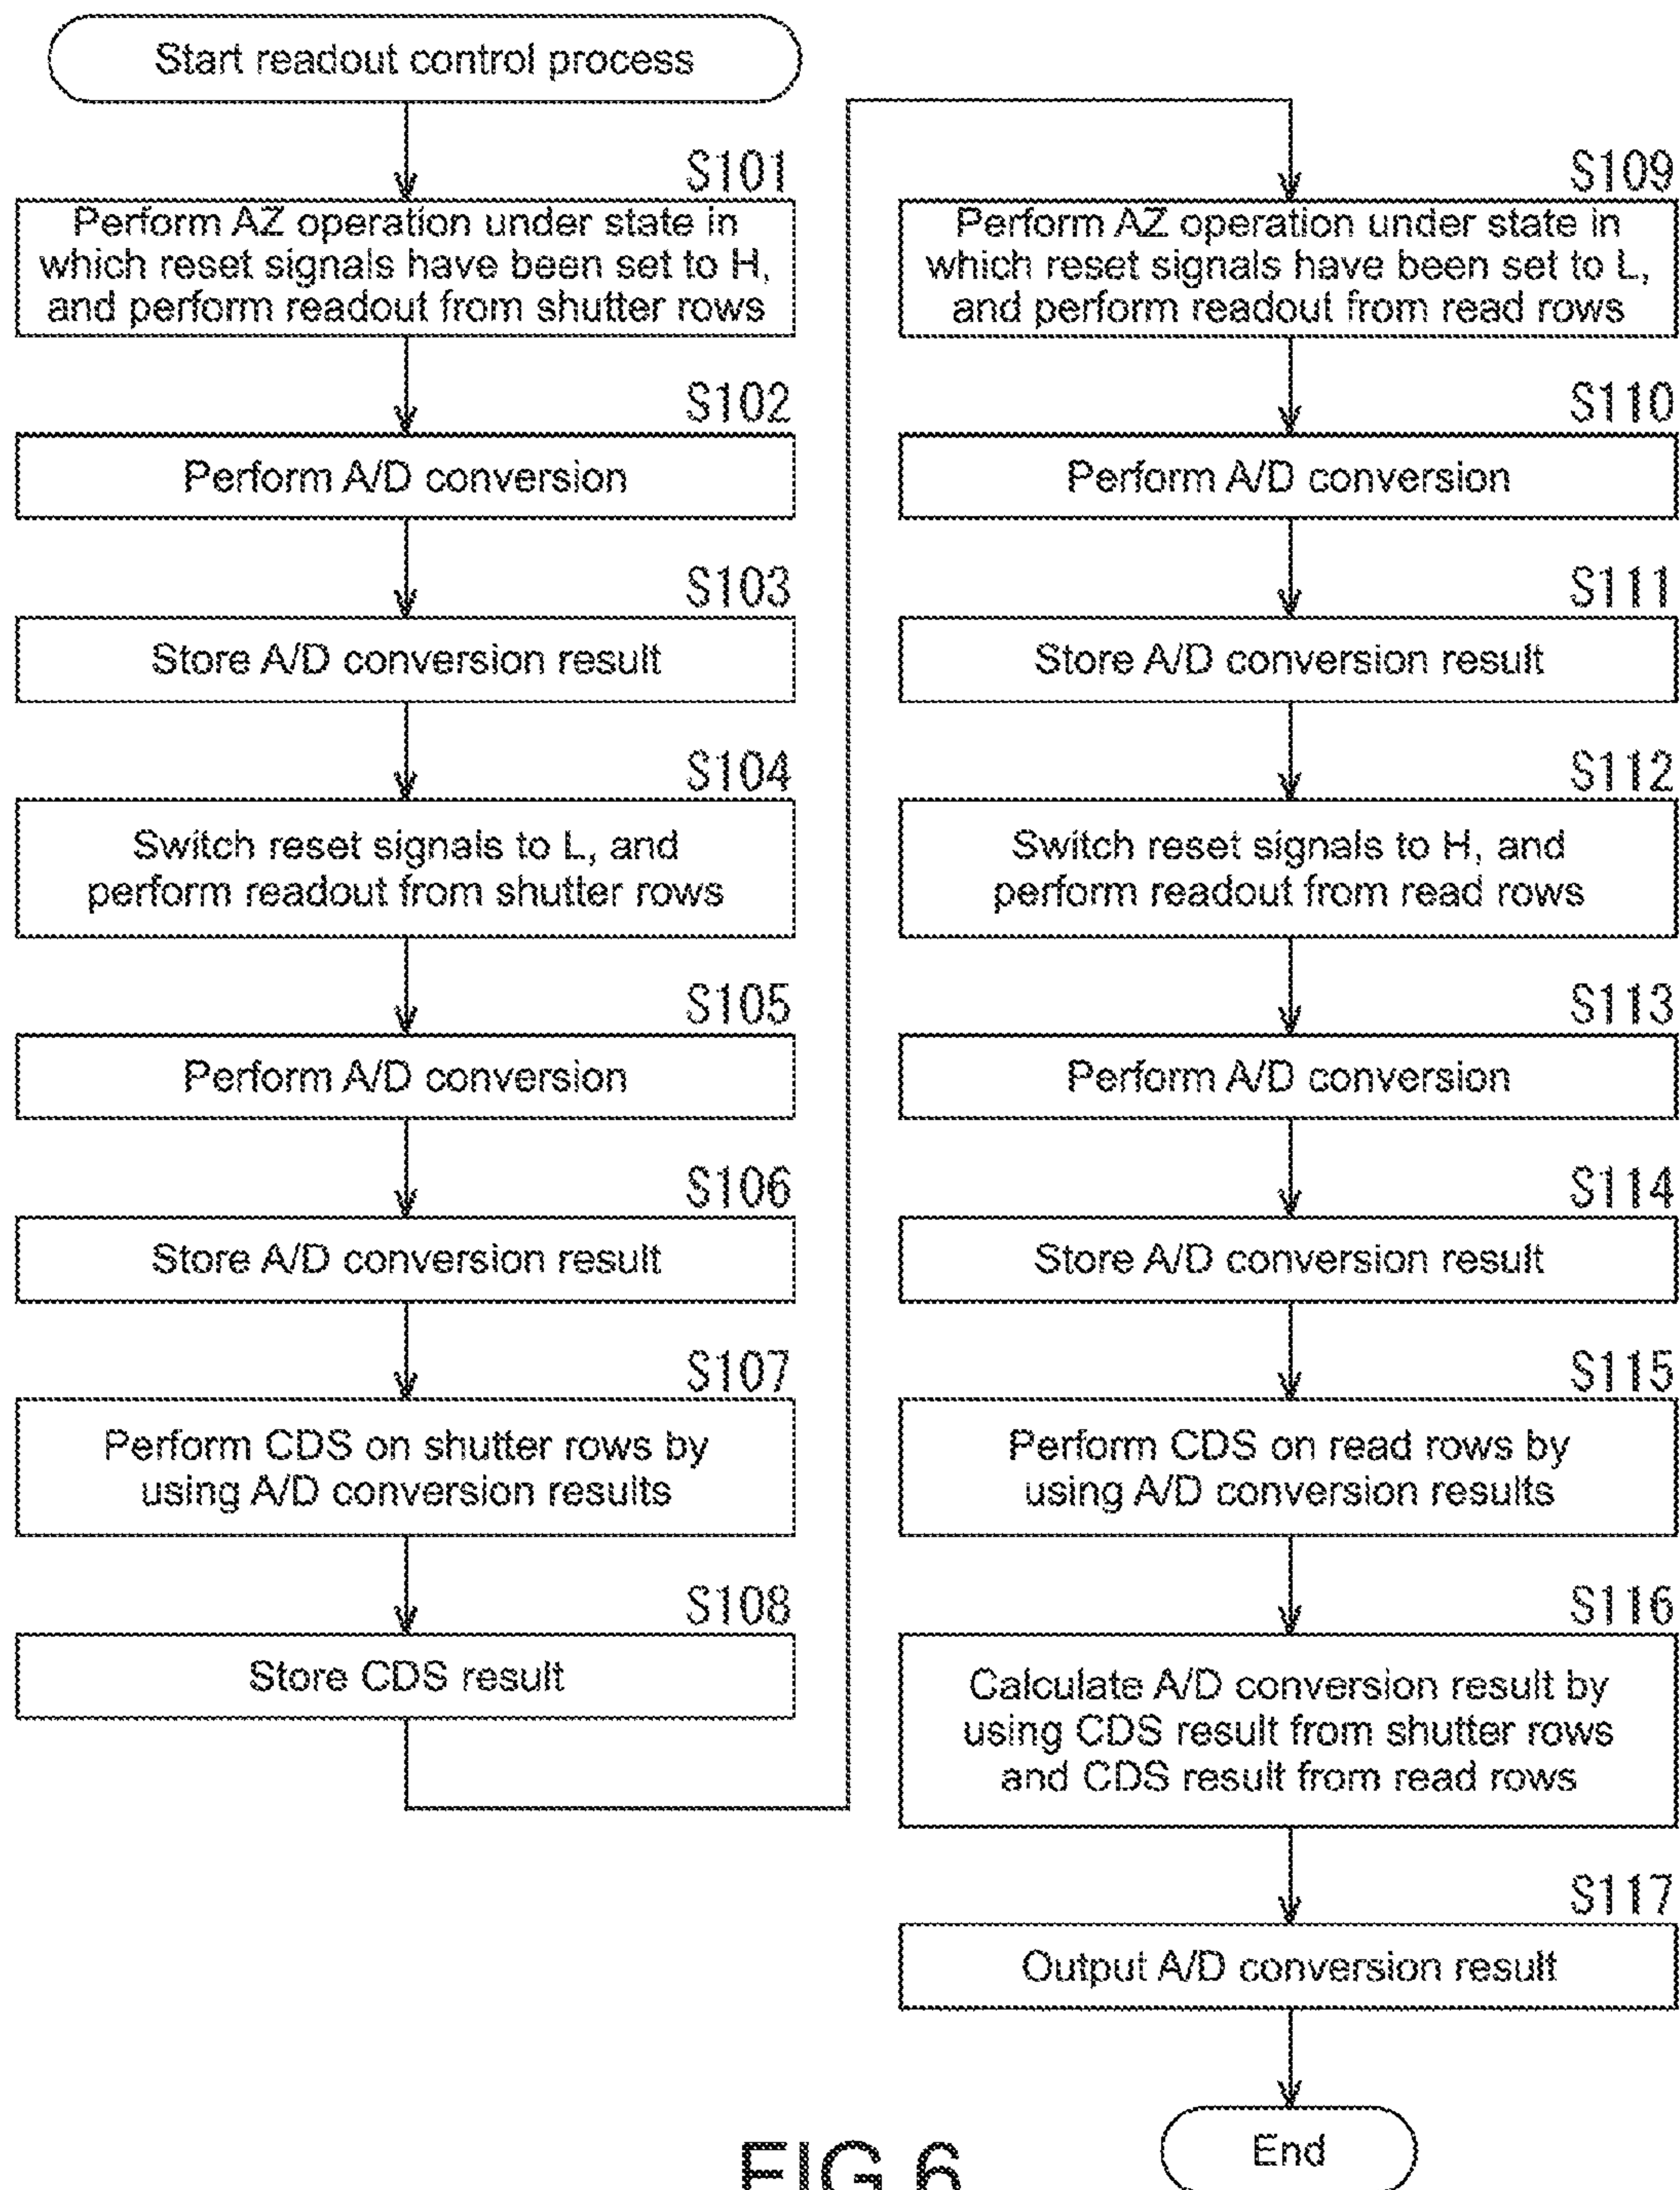 Start readout control process
S101
Perform AZ operation under state in
which reset signals have been set to H,
and perform readout from shutter rows
S102
Perform A/D conversion
S103
Store A/D conversion result
S104
Switch reset signals to L, and
perform readout from shutter rows
S105
Perform A/D conversion
S106
Store A/D conversion result
S107
Perform CDS on shutter rows by
using A/D conversion results
S108
Store CDS result
S109
Perform AZ operation under state in
which reset signals have been set to L,
and perform readout from read rows
S110
Perform A/D conversion
S111
Store A/D conversion result
S112
Switch reset signals to H, and
perform readout from read rows
S113
Perform A/D conversion
S114
Store A/D conversion result
S115
Perform CDS on read rows by
using A/D conversion results
S116
Calculate A/D conversion result by
using CDS result from shutter rows
and CDS result from read rows
S117
Output A/D conversion result
End
FIG.6